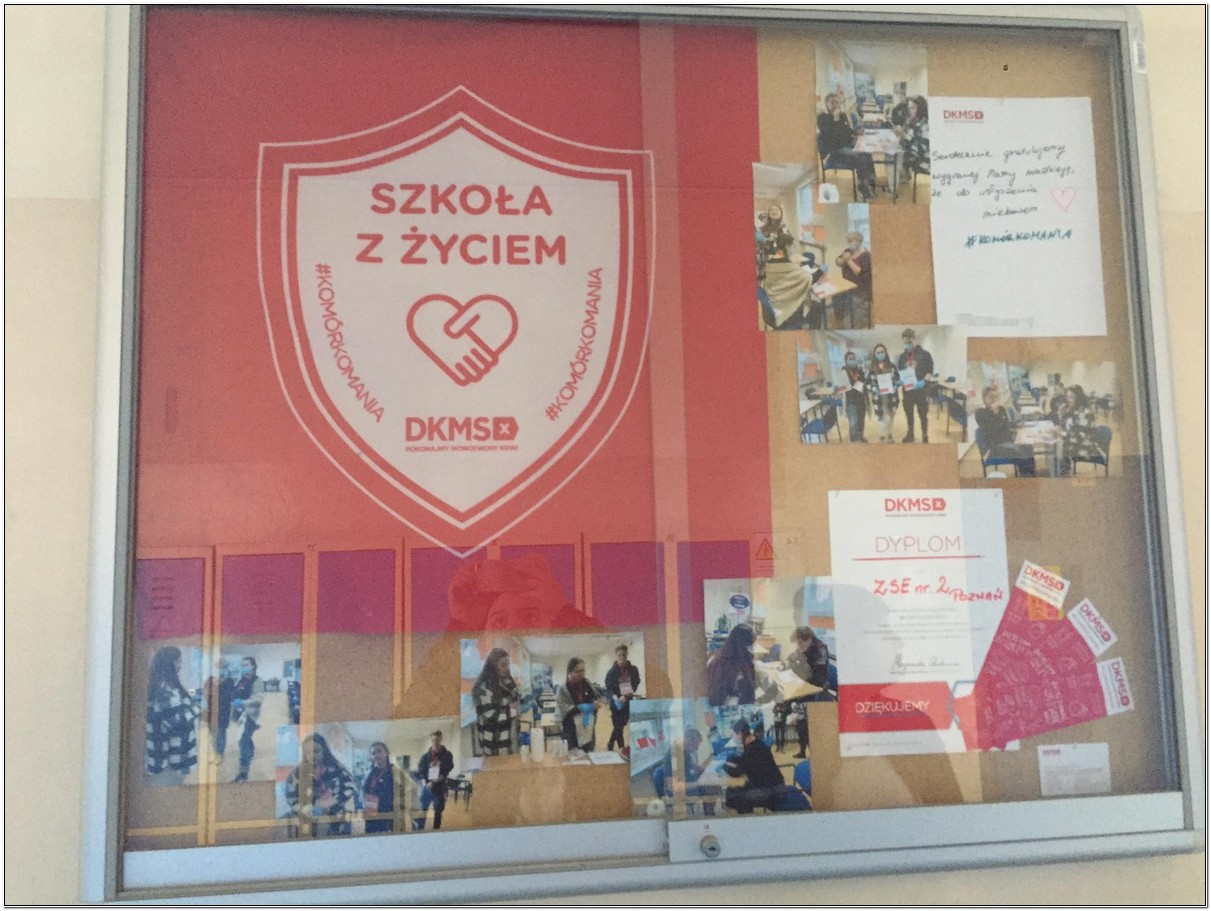 SZKOŁA
Z ŻYCIEM
#KOMÓRKOMANIA
#KOMÓRKOMANIA
DKMS
POKONAJMY NOWOTWORY KRWI
DKMS
Serdecznie gratulujemy
wygranej Mamy nadzieję,
że do usłyszenia
niebawem
#KOMÓRKOMANIA
DKMS
DYPLOM
ZSE nr. 2, POZNAŃ
DZIĘKUJEMY
DKMS
DKMS
DKMS